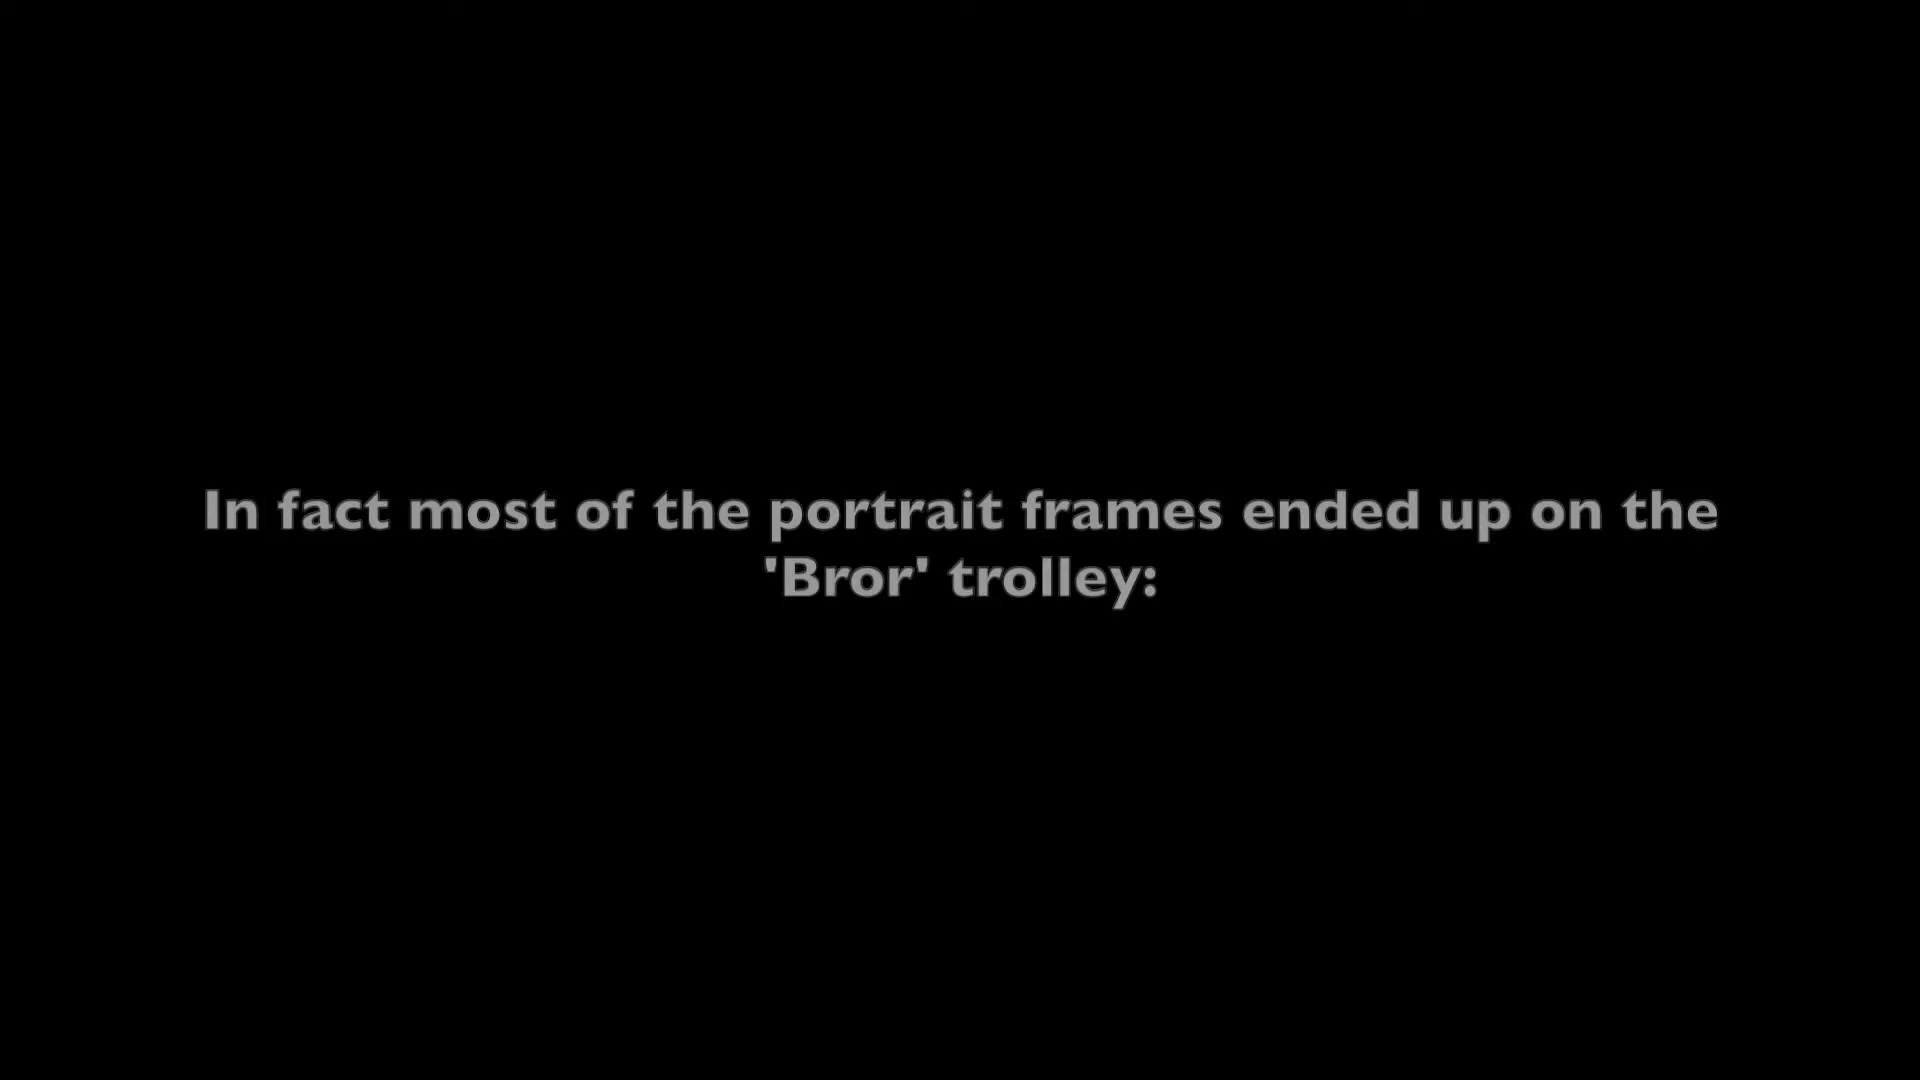 In fact most of the portrait frames ended up on the
'Bror' trolley: